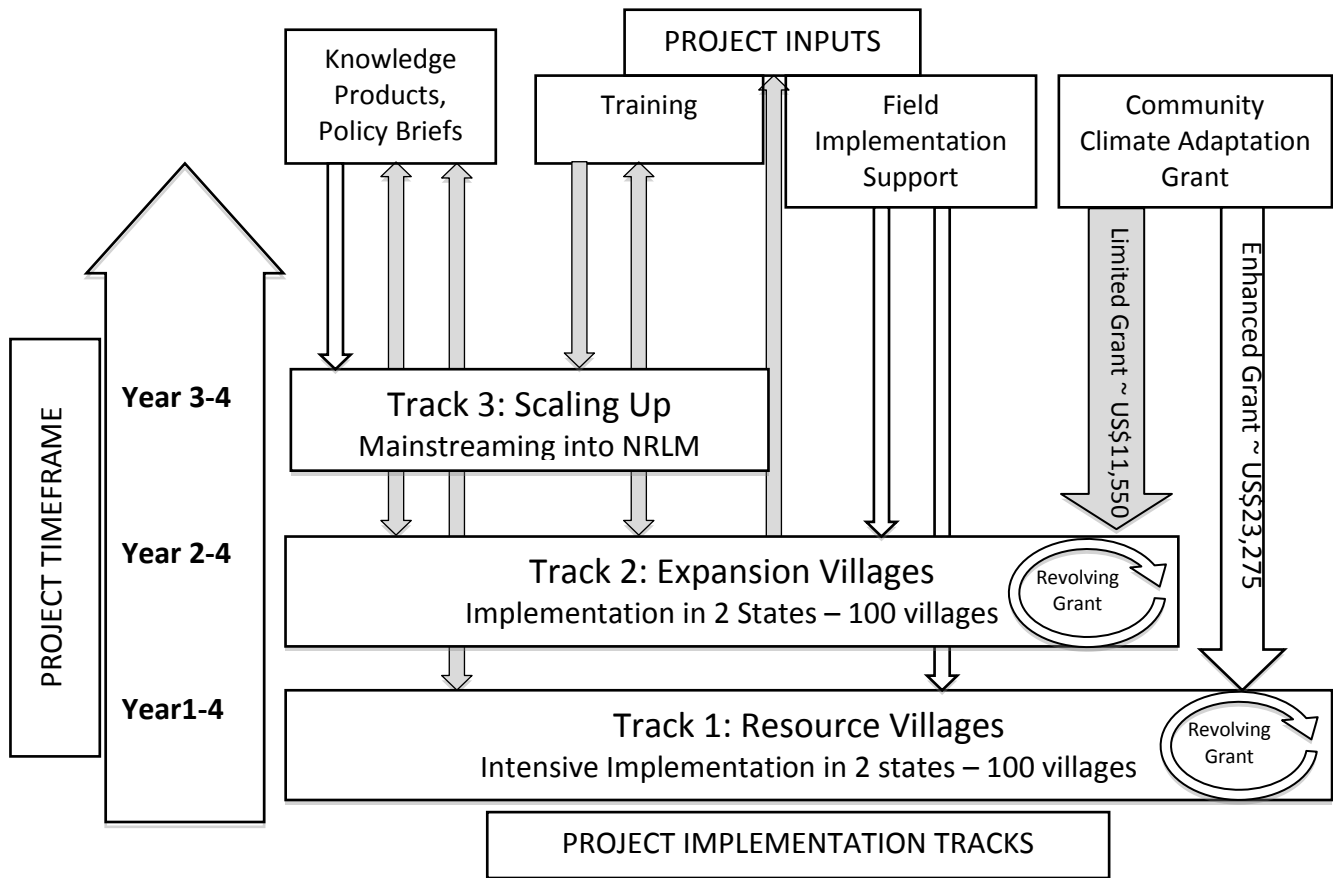 PROJECT INPUTS
Knowledge
Products,
Policy Briefs
Training
Field
Implementation
Support
Community
Climate Adaptation
Grant
Limited Grant ~ US$11,550
Enhanced Grant ~ US$23,275
PROJECT TIMEFRAME
Year 3-4
Track 3: Scaling Up
Mainstreaming into NRLM
Year 2-4
Track 2: Expansion Villages
Implementation in 2 States – 100 villages
Revolving
Grant
Year1-4
Track 1: Resource Villages
Intensive Implementation in 2 states – 100 villages
Revolving
Grant
PROJECT IMPLEMENTATION TRACKS